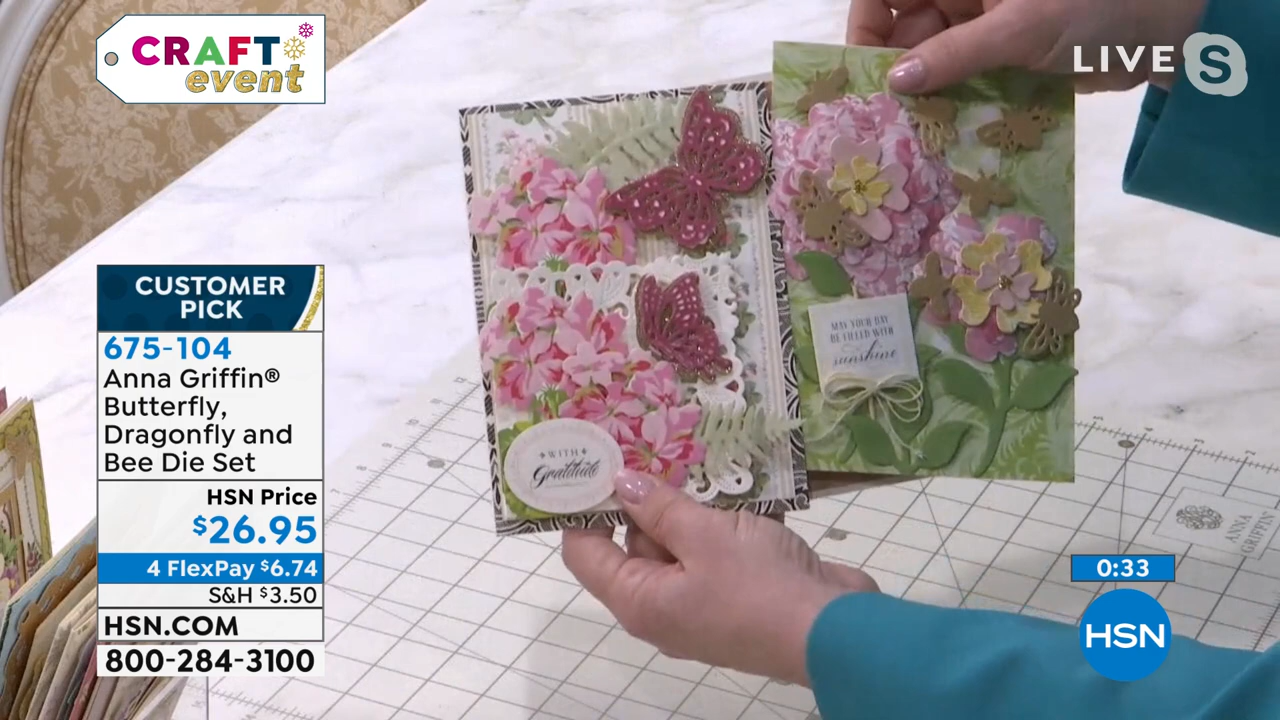 CRAFT
event
LIVE S
CUSTOMER
PICK
675-104
Anna Griffin®
Butterfly,
Dragonfly and
Bee Die Set
HSN Price
$26.95
4 FlexPay $6.74
S&H $3.50
HSN.COM
800-284-3100
WITH
Gratitude
MAY YOUR DAY
BE FILLED WITH
sunshine
ANNA
GRIFFIN
0:33
HSN